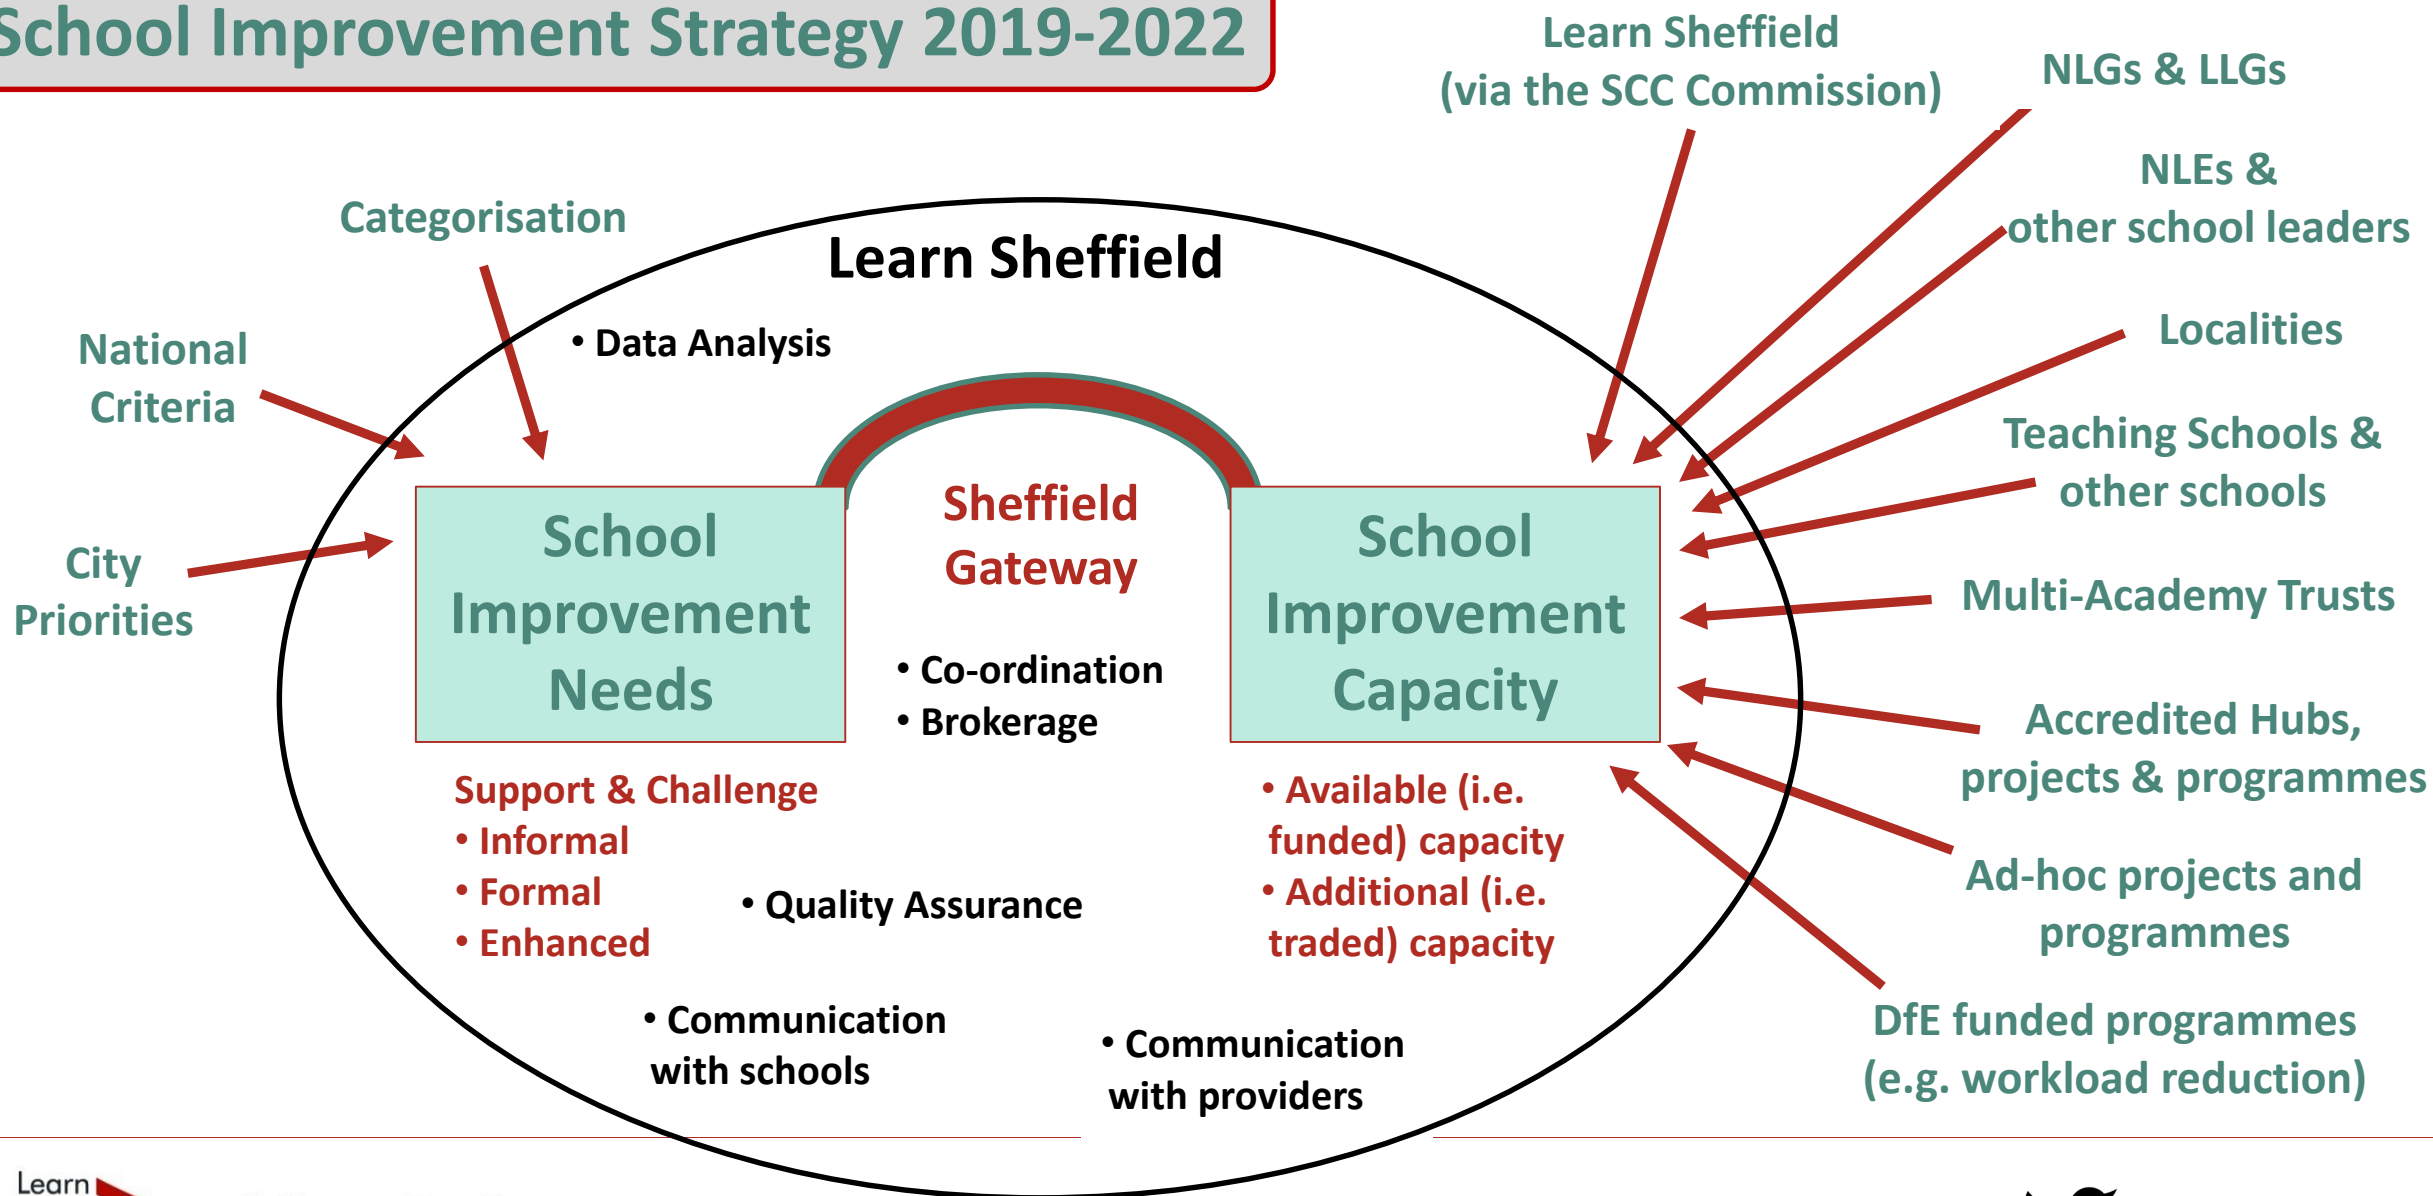 School Improvement Strategy 2019-2022
Learn Sheffield
(via the SCC Commission)
NLGs & LLGs
NLEs &
other school leaders
Localities
Teaching Schools &
other schools
Multi-Academy Trusts
Accredited Hubs,
projects & programmes
Ad-hoc projects and
programmes
DfE funded programmes
(e.g. workload reduction)
Categorisation
National
Criteria
City
Priorities
Learn Sheffield
• Data Analysis
School
Improvement
Needs
Sheffield
Gateway
• Co-ordination
• Brokerage
School
Improvement
Capacity
Support & Challenge
• Informal
• Formal
• Enhanced
• Quality Assurance
• Available (i.e.
funded) capacity
• Additional (i.e.
traded) capacity
• Communication
with schools
• Communication
with providers
Learn